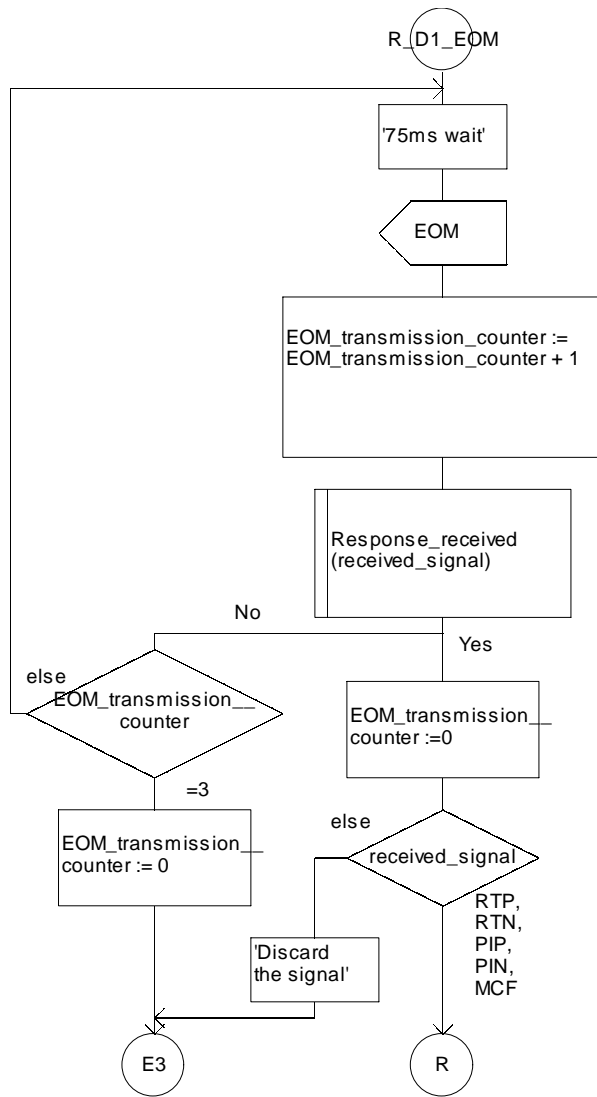 R_D1_EOM
'75ms wait'
EOM
EOM_transmission_counter :=
EOM_transmission_counter + 1
Response_received
(received_signal)
No
Yes
else
EOM_transmission__
counter
EOM_transmission__
counter :=0
=3
else
EOM_transmission__
counter := 0
received_signal
RTP,
RTN,
PIP,
PIN,
MCF
'Discard
the signal'
E3
R